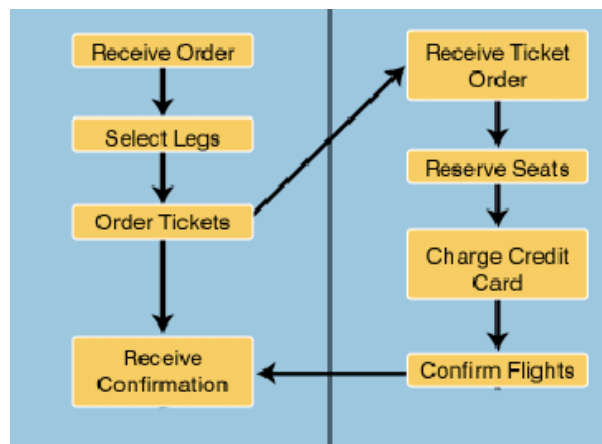 Receive Order
Select Legs
Order Tickets
Receive
Confirmation
Receive Ticket
Order
Reserve Seats
Charge Credit
Card
Confirm Flights